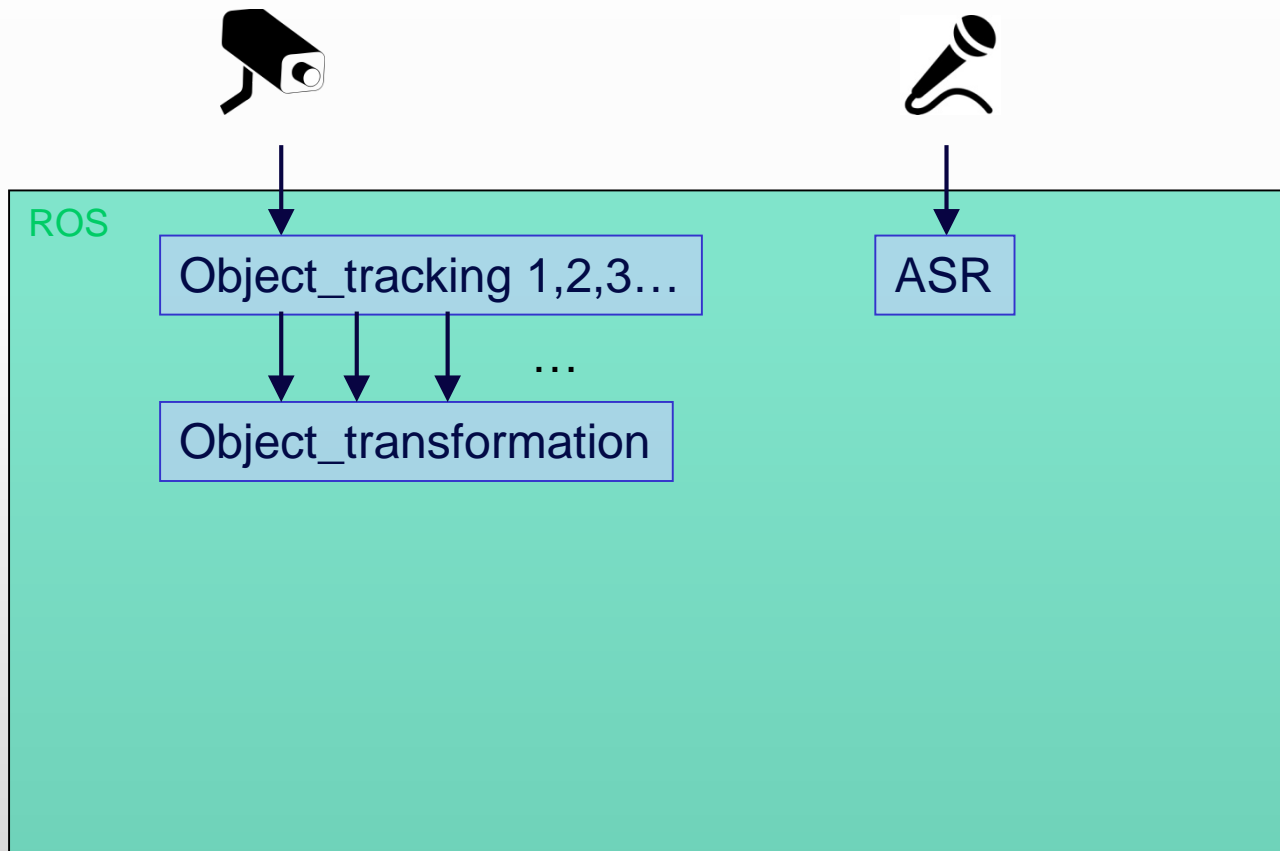 ROS
Object_tracking 1,2,3…
ASR
…
Object_transformation